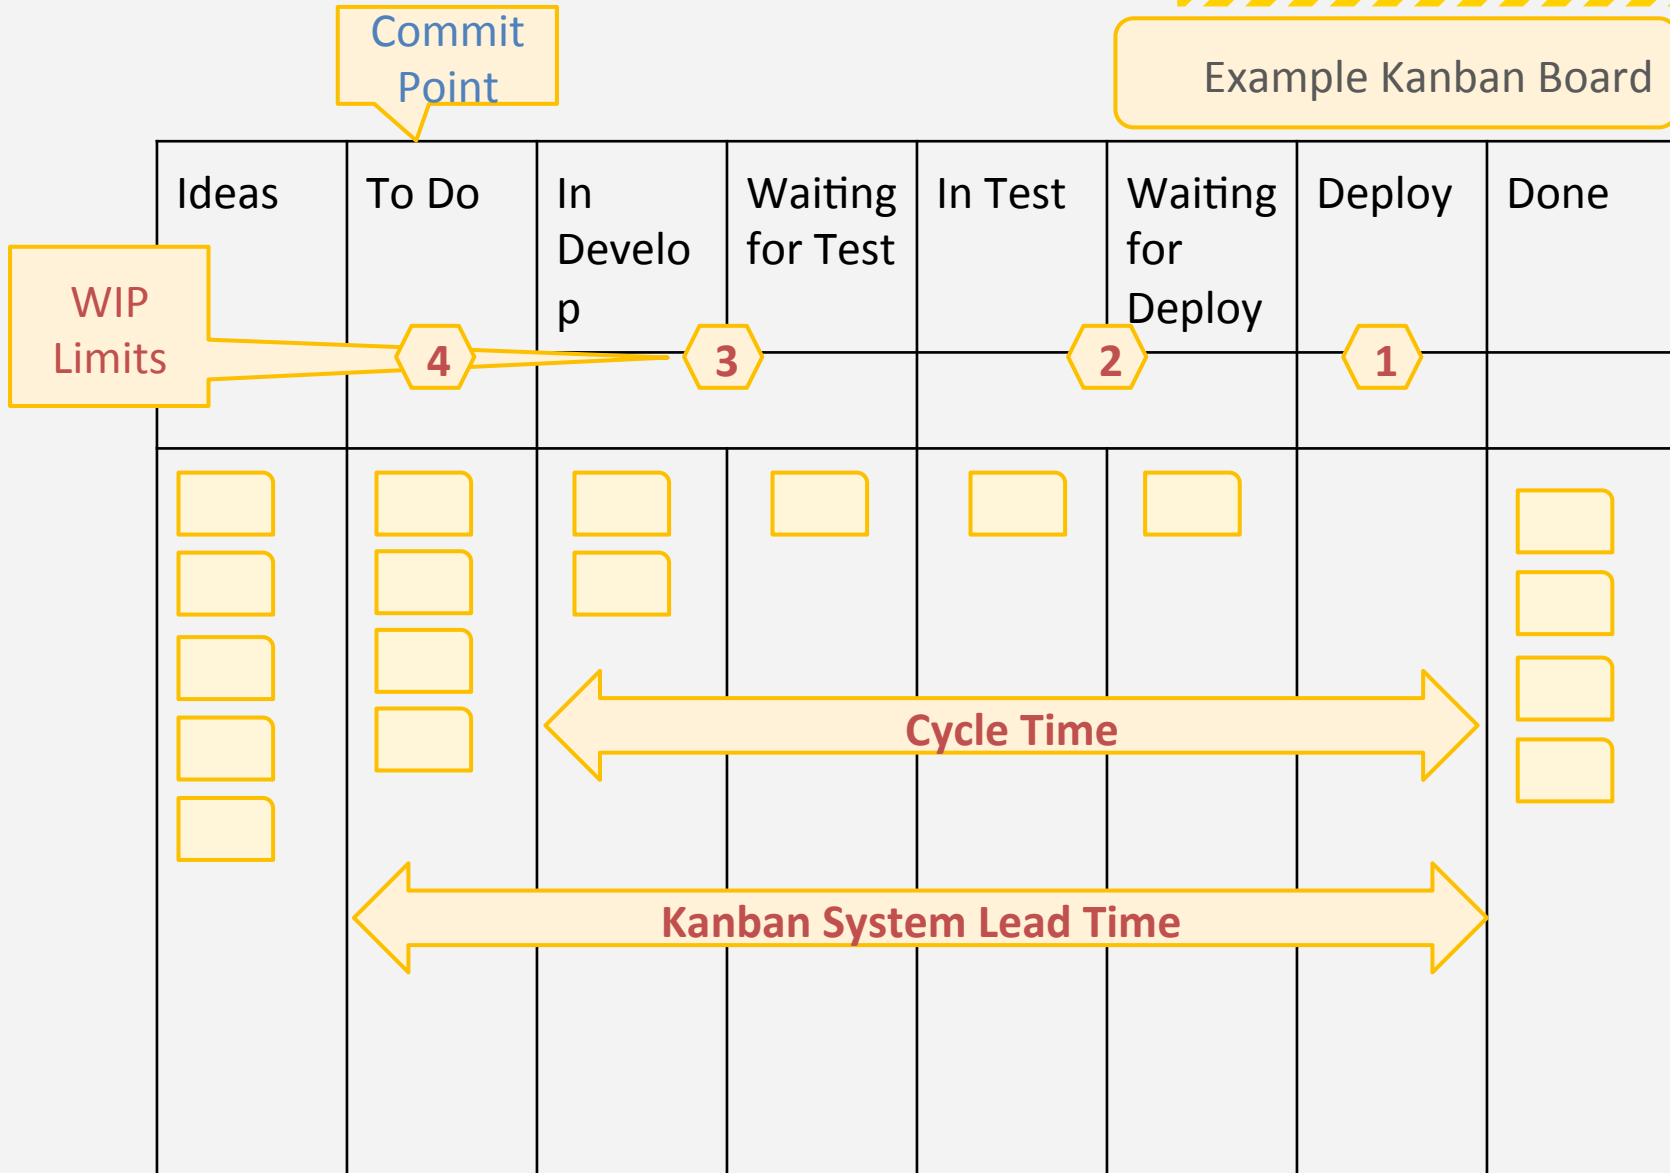 Commit
Point
Example Kanban Board
Ideas
To Do
In
Develo
p
Waiting
for Test
In Test
Waiting
for
Deploy
Deploy
Done
WIP
Limits
4
3
2
1
Cycle Time
Kanban System Lead Time